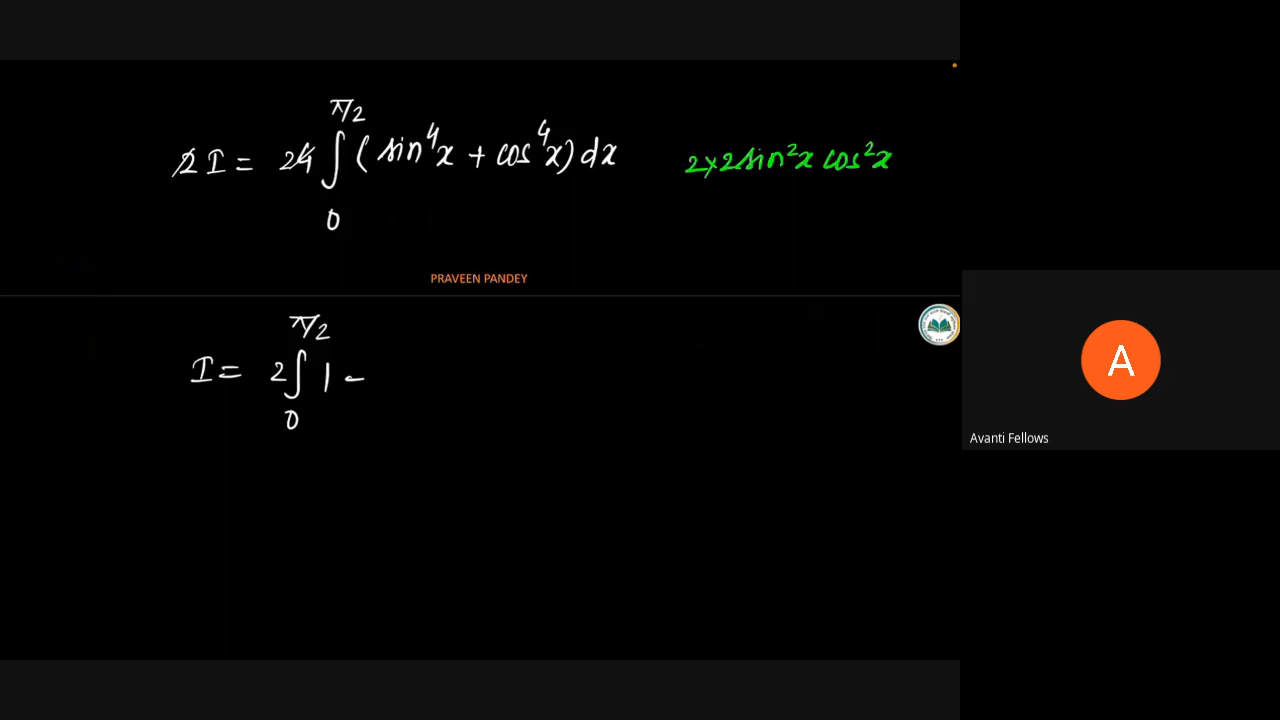 π/2
2I = 24 ∫ (sin⁴x + cos⁴x) dx 2×2sin²x cos²x
0
PRAVEEN PANDEY
π/2
I = 2∫ 1 -
0
A
Avanti Fellows